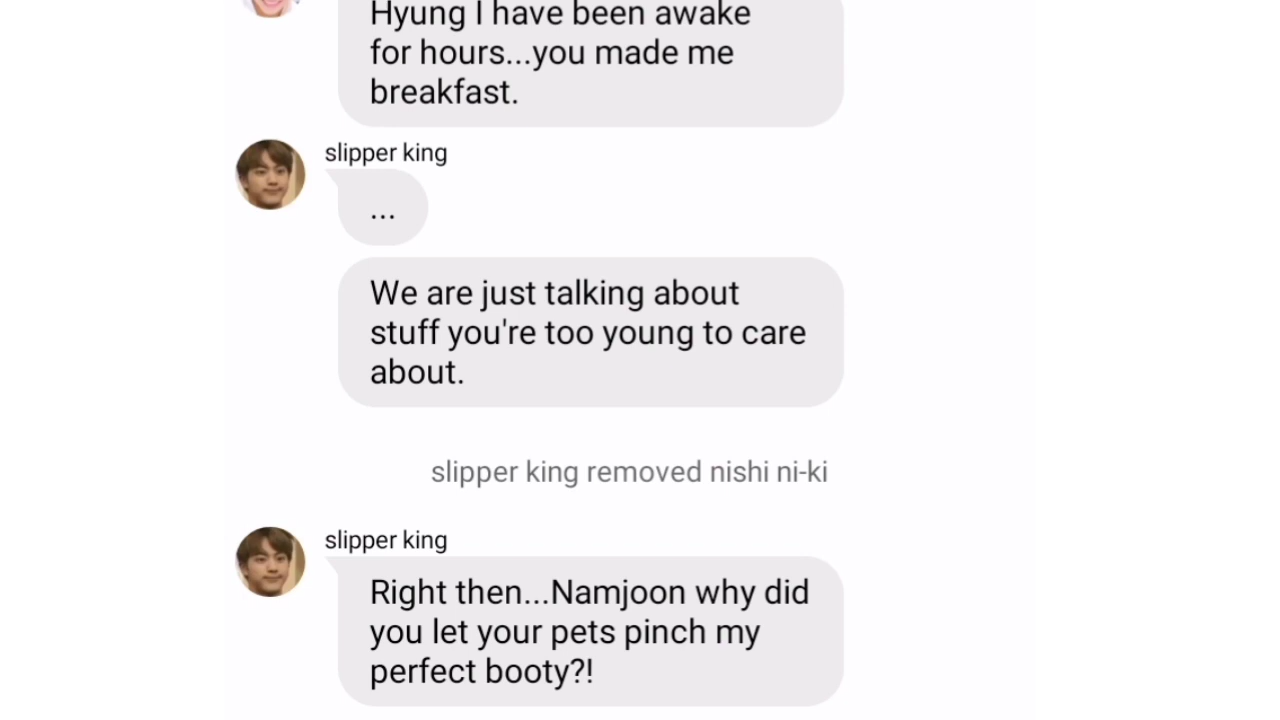 Hyung I have been awake
for hours...you made me
breakfast.
slipper king
...
We are just talking about
stuff you're too young to care
about.
slipper king removed nishi ni-ki
slipper king
Right then...Namjoon why did
you let your pets pinch my
perfect booty?!